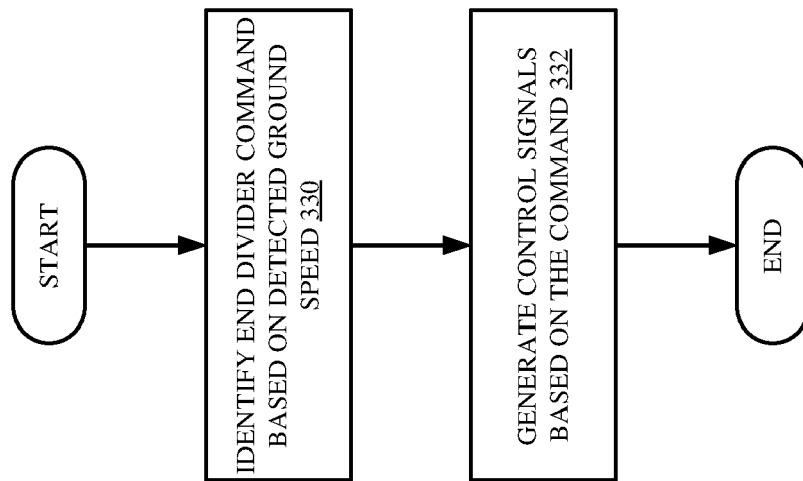 START
IDENTIFY END DIVIDER COMMAND
BASED ON DETECTED GROUND
SPEED 330
GENERATE CONTROL SIGNALS
BASED ON THE COMMAND 332
END